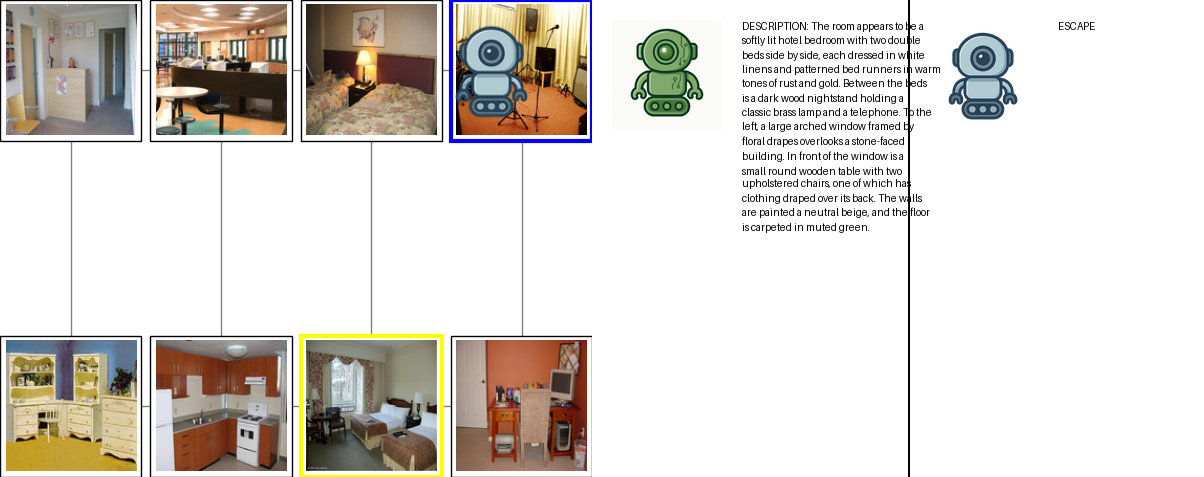 DESCRIPTION: The room appears to be a
softly lit hotel bedroom with two double
beds side by side, each dressed in white
linens and patterned bed runners in warm
tones of rust and gold. Between the beds
is a dark wood nightstand holding a
classic brass lamp and a telephone. To the
left, a large arched window framed by
floral drapes overlooks a stone-faced
building. In front of the window is a
small round wooden table with two
upholstered chairs, one of which has
clothing draped over its back. The walls
are painted a neutral beige, and the floor
is carpeted in muted green.
ESCAPE